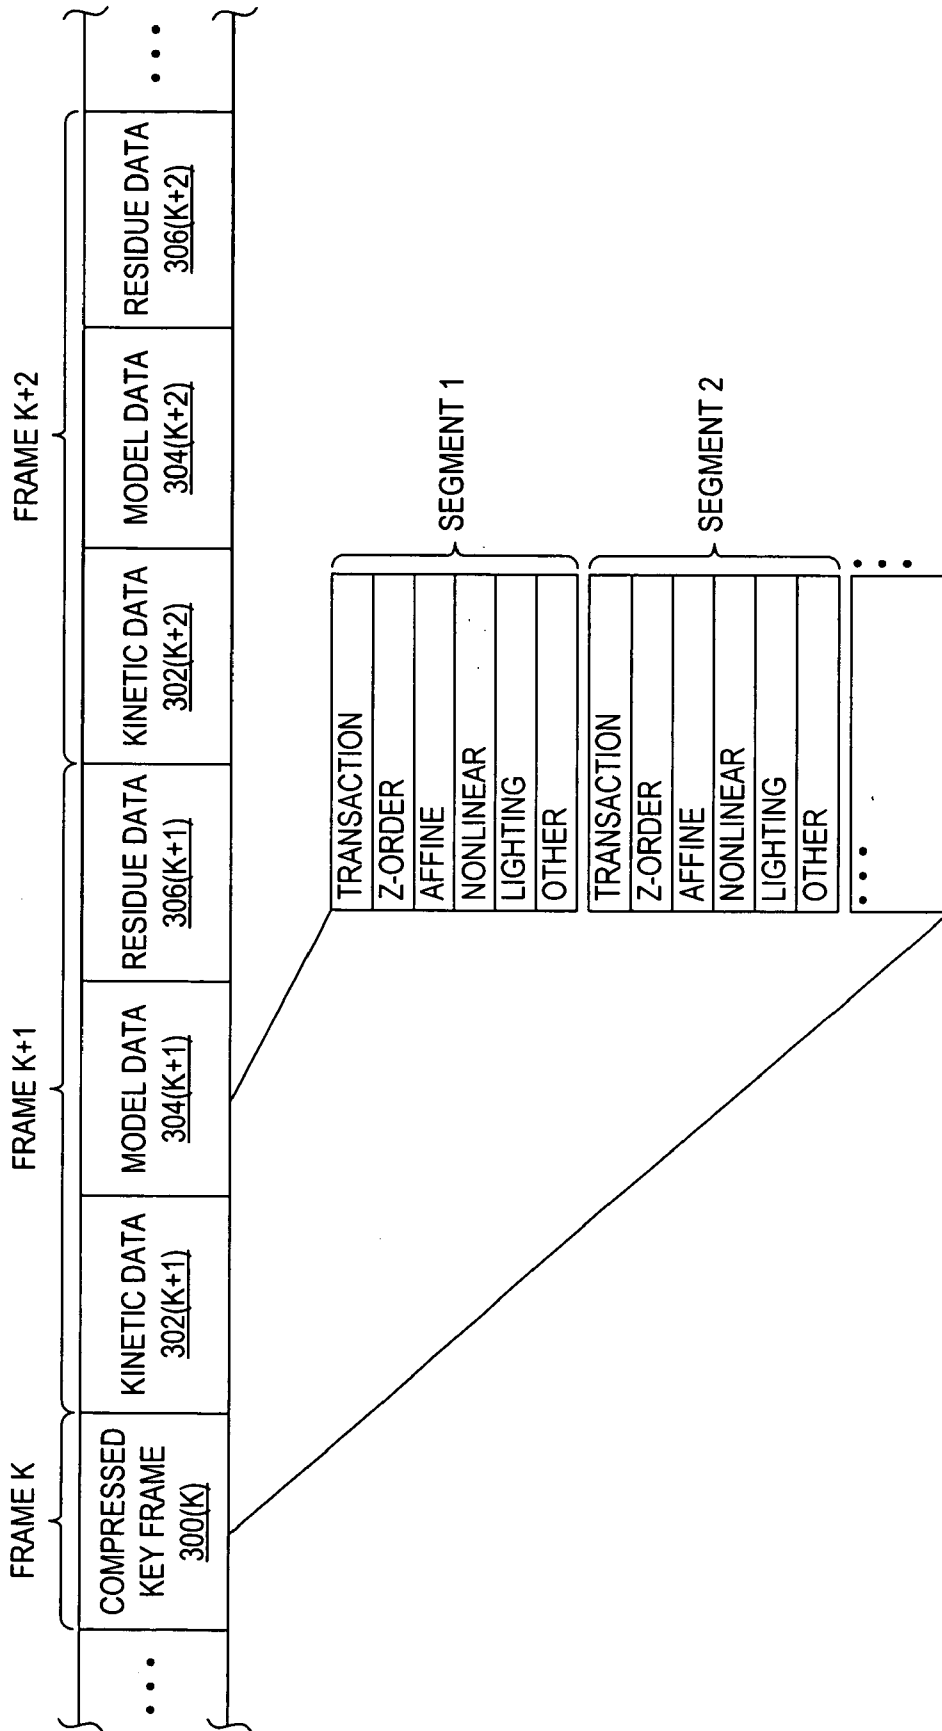 FRAME K
FRAME K+1
FRAME K+2
• • •
COMPRESSED
KEY FRAME
300(K)
KINETIC DATA
302(K+1)
MODEL DATA
304(K+1)
RESIDUE DATA
306(K+1)
KINETIC DATA
302(K+2)
MODEL DATA
304(K+2)
RESIDUE DATA
306(K+2)
• • •
TRANSACTION
Z-ORDER
AFFINE
NONLINEAR
LIGHTING
OTHER
SEGMENT 1
TRANSACTION
Z-ORDER
AFFINE
NONLINEAR
LIGHTING
OTHER
SEGMENT 2
• • •
• • •